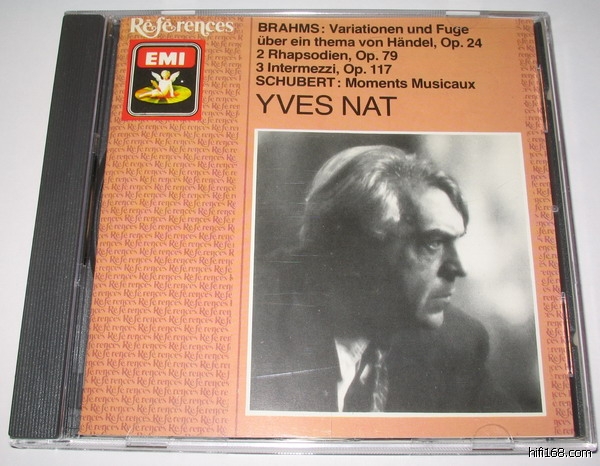 Références
EMI
BRAHMS: Variationen und Fuge
über ein thema von Händel, Op. 24
2 Rhapsodien, Op. 79
3 Intermezzi, Op. 117
SCHUBERT: Moments Musicaux
YVES NAT
hifi168.com